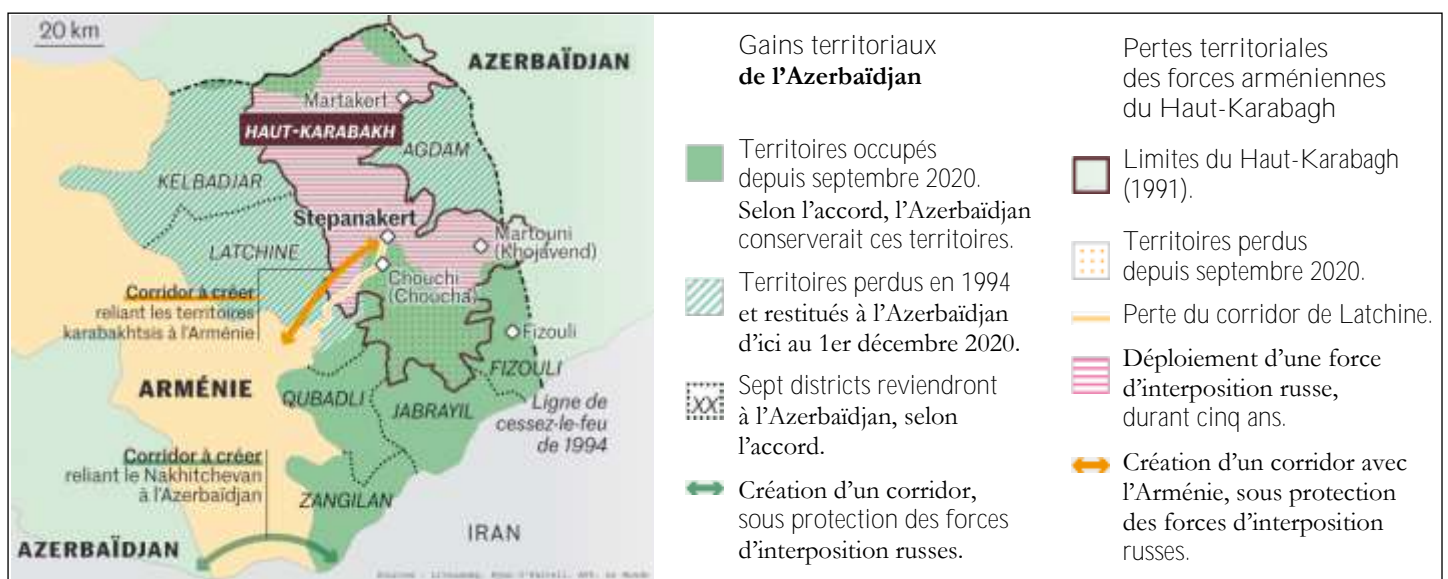 20 km
AZERBAÏDJAN
Martakert
HAUT-KARABAKH
AGDAM
KELBADJAR
Stepanakert
Martouni
(Khojavend)
LATCHINE
Chouchi
(Choucha)
Corridor à créer
reliant les territoires
karabakhtsis à l'Arménie
Fizouli
ARMÉNIE
FIZOULI
QUBADLI
JABRAYIL
Ligne de
cessez-le-feu
de 1994
Corridor à créer
reliant le Nakhitchevan
à l'Azerbaïdjan
ZANGILAN
IRAN
AZERBAÏDJAN
Gains territoriaux
de l'Azerbaïdjan
Territoires occupés
depuis septembre 2020.
Selon l'accord, l'Azerbaïdjan
conserverait ces territoires.
Territoires perdus en 1994
et restitués à l'Azerbaïdjan
d'ici au 1er décembre 2020.
XX
Sept districts reviendront
à l'Azerbaïdjan, selon
l'accord.
Création d'un corridor,
sous protection des forces
d'interposition russes.
Pertes territoriales
des forces arméniennes
du Haut-Karabagh
Limites du Haut-Karabagh
(1991).
Territoires perdus
depuis septembre 2020.
Perte du corridor de Latchine.
Déploiement d'une force
d'interposition russe,
durant cinq ans.
Création d'un corridor avec
l'Arménie, sous protection
des forces d'interposition
russes.